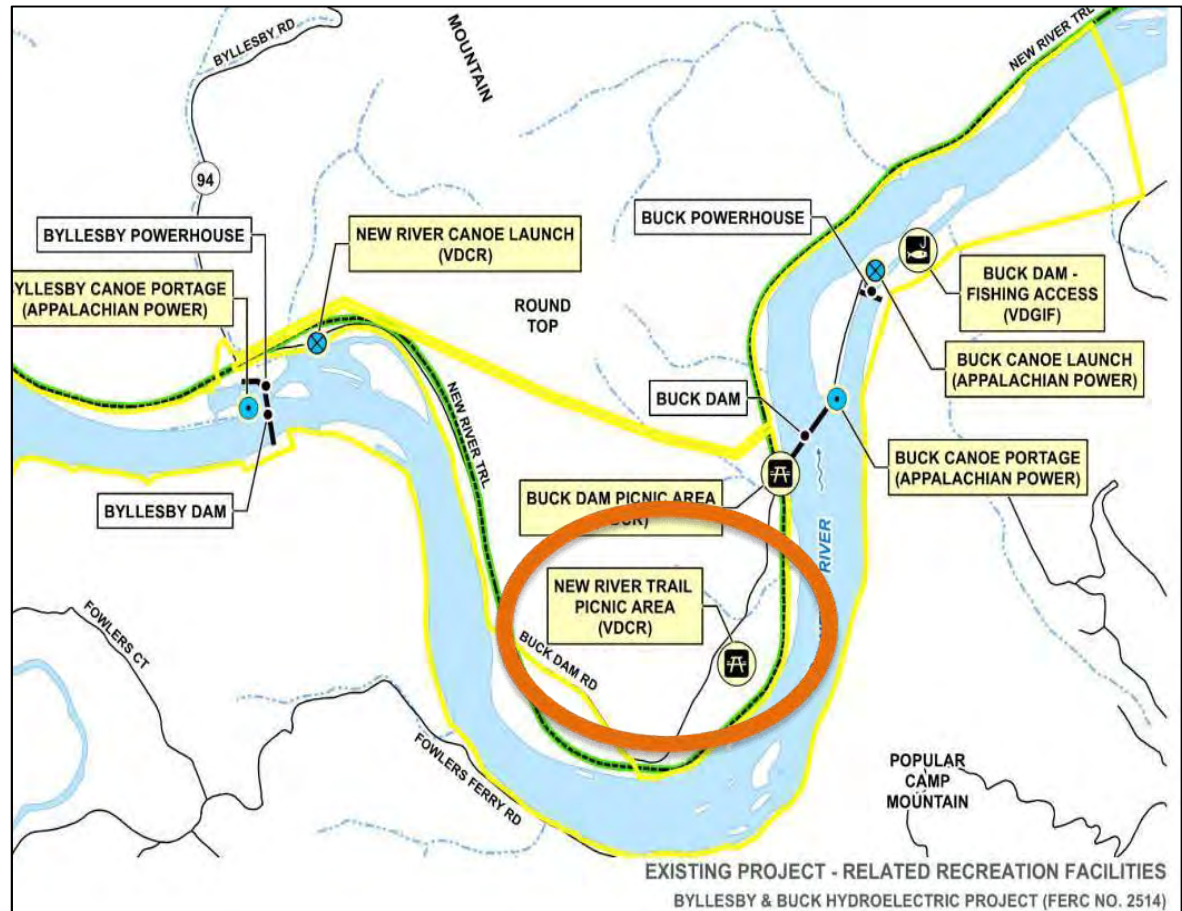 BYLLESBY RD
MOUNTAIN
NEW RIVER TRL
94
BYLLESBY POWERHOUSE
NEW RIVER CANOE LAUNCH
(VDCR)
BUCK POWERHOUSE
YLLESBY CANOE PORTAGE
(APPALACHIAN POWER)
ROUND
TOP
BUCK DAM -
FISHING ACCESS
(VDGIF)
BUCK CANOE LAUNCH
(APPALACHIAN POWER)
BUCK DAM
NEW RIVER TRL
BYLLESBY DAM
BUCK CANOE PORTAGE
(APPALACHIAN POWER)
BUCK DAM PICNIC AREA
RIVER
NEW RIVER TRAIL
PICNIC AREA
(VDCR)
BUCK DAM RD
FOWLERS CT
FOWLERS FERRY RD
POPULAR
CAMP
MOUNTAIN
EXISTING PROJECT - RELATED RECREATION FACILITIES
BYLLESBY & BUCK HYDROELECTRIC PROJECT (FERC NO. 2514)